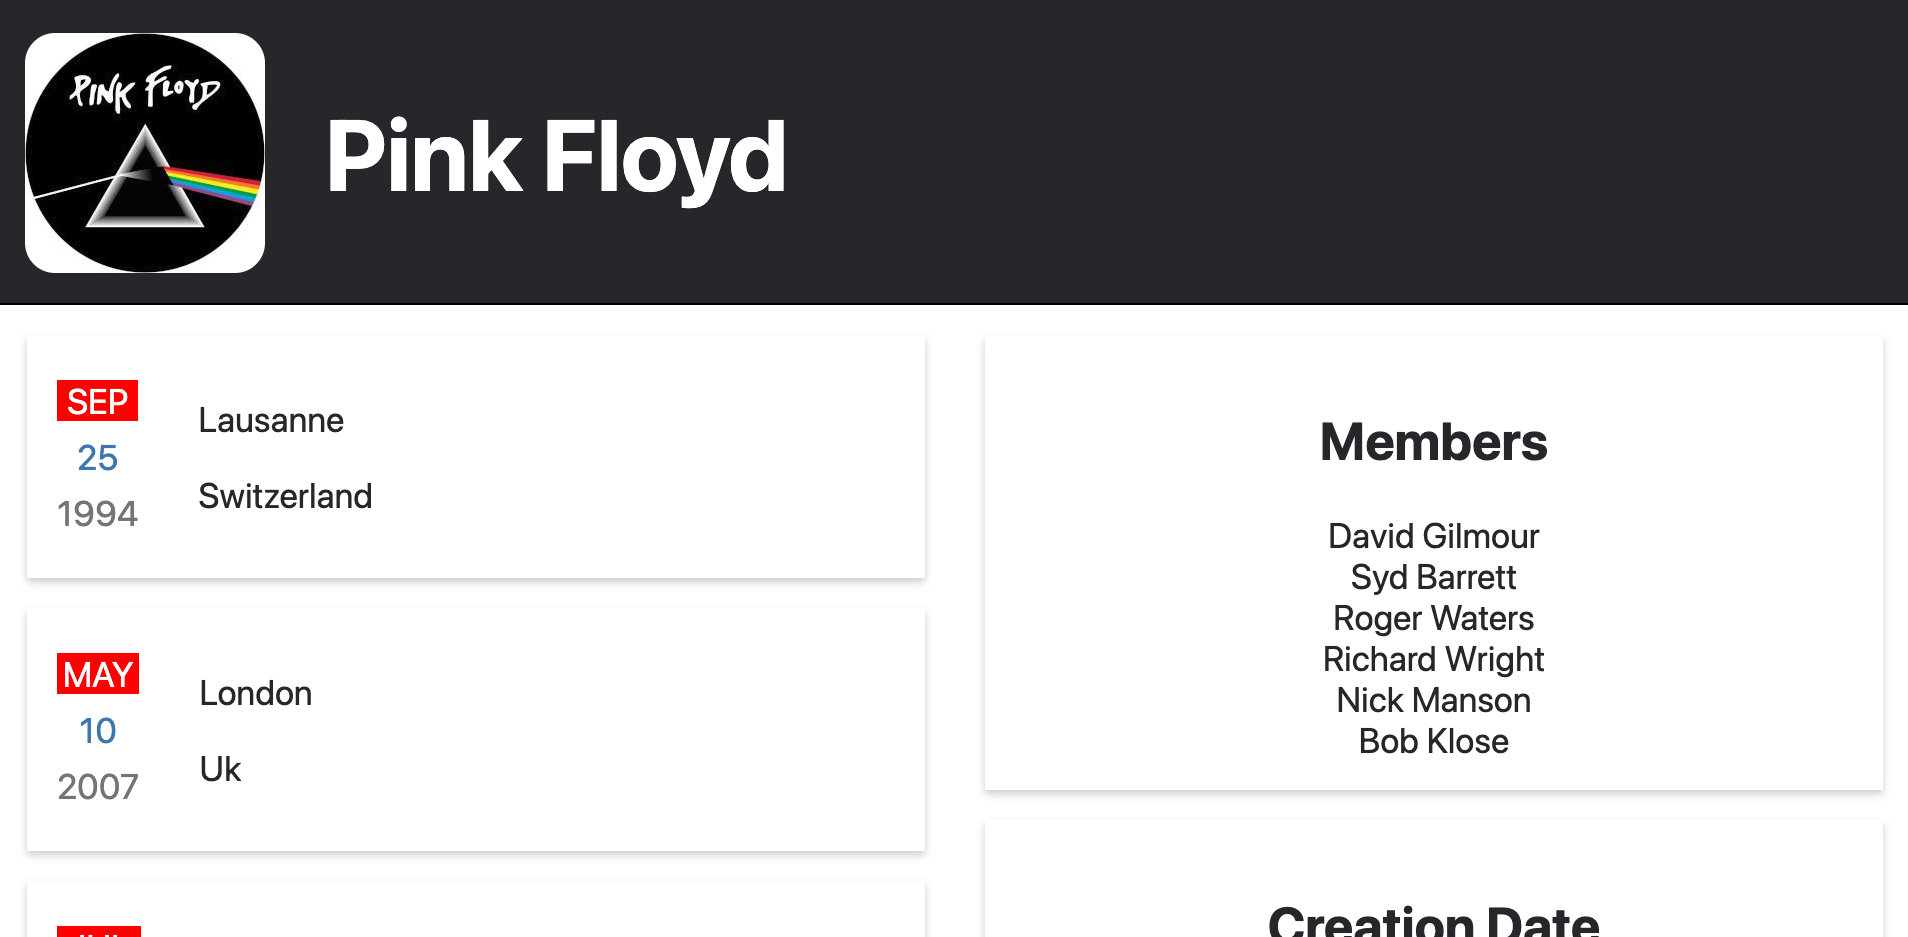 PINK FLOYD
Pink Floyd
SEP
25
1994
Lausanne
Switzerland
MAY
10
2007
London
Uk
Members
David Gilmour
Syd Barrett
Roger Waters
Richard Wright
Nick Manson
Bob Klose
Creation Date